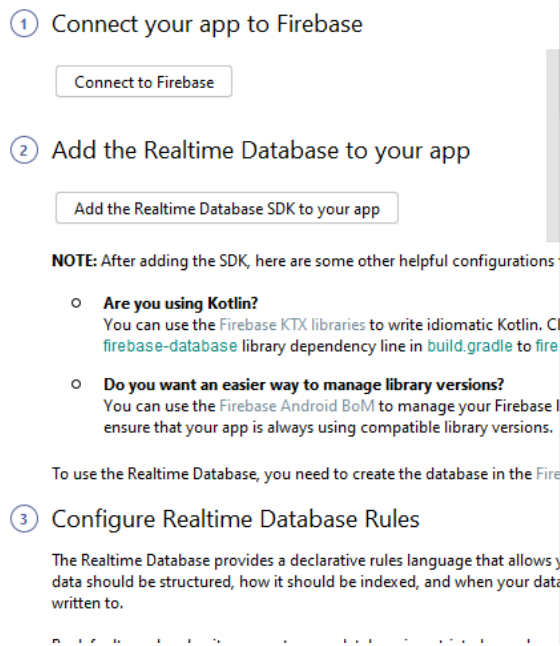 1 Connect your app to Firebase
Connect to Firebase
2 Add the Realtime Database to your app
Add the Realtime Database SDK to your app
NOTE: After adding the SDK, here are some other helpful configurations
Are you using Kotlin?
You can use the Firebase KTX libraries to write idiomatic Kotlin.
firebase-database library dependency line in build.gradle to fire
Do you want an easier way to manage library versions?
You can use the Firebase Android BoM to manage your Firebase
ensure that your app is always using compatible library versions.
To use the Realtime Database, you need to create the database in the Fire
3 Configure Realtime Database Rules
The Realtime Database provides a declarative rules language that allows
data should be structured, how it should be indexed, and when your data
written to.